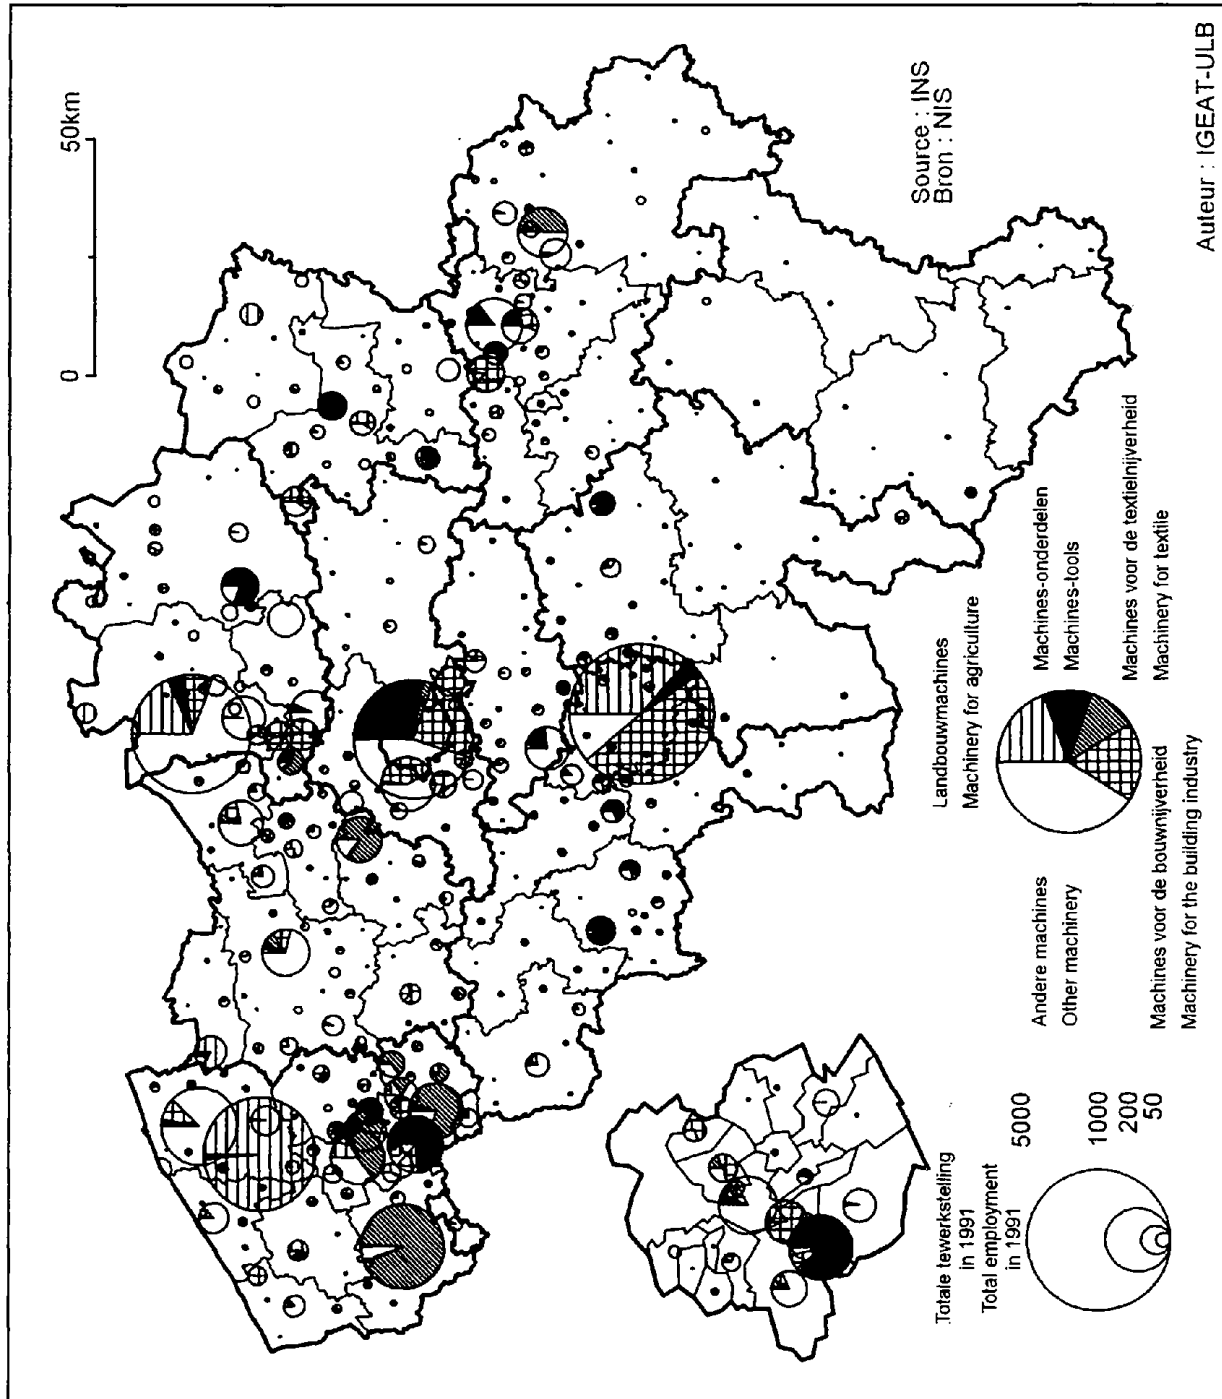 0
50km
Source : INS
Bron : NIS
Auteur : IGEAT-ULB
Landbouwmachines
Machinery for agriculture
Machines-onderdelen
Machines-tools
Machines voor de textielnijverheid
Machinery for textile
Andere machines
Other machinery
Machines voor de bouwnijverheid
Machinery for the building industry
Totale tewerkstelling
in 1991
Total employment
in 1991
5000
1000
200
50